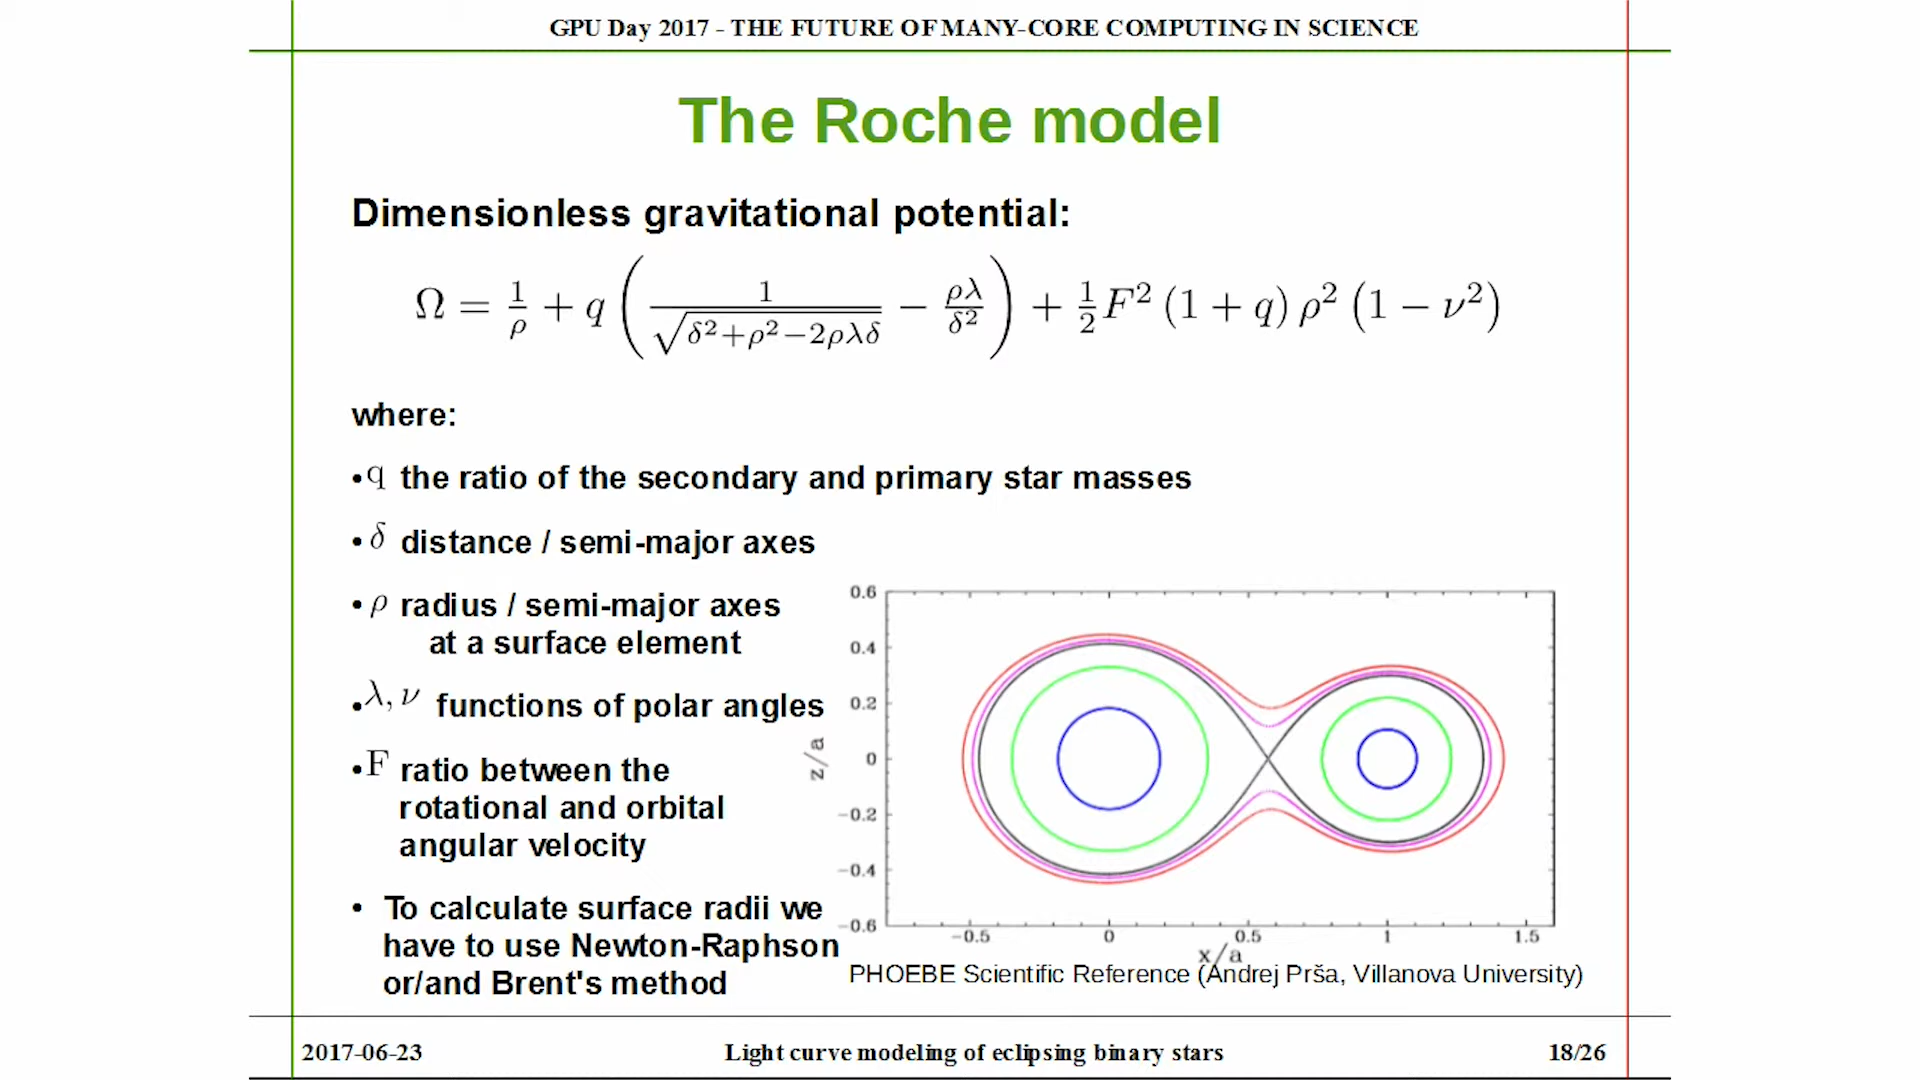 GPU Day 2017 - THE FUTURE OF MANY-CORE COMPUTING IN SCIENCE
The Roche model
Dimensionless gravitational potential:
Ω = 1/ρ + q ( 1/√(δ²+ρ²−2ρλδ) − ρλ/δ² ) + 1/2 F² (1 + q) ρ² (1 − ν²)
where:
•q the ratio of the secondary and primary star masses
•δ distance / semi-major axes
•ρ radius / semi-major axes
at a surface element
•λ, ν functions of polar angles
•F ratio between the
rotational and orbital
angular velocity
• To calculate surface radii we
have to use Newton-Raphson
or/and Brent's method
0.6
0.4
0.2
0
−0.2
−0.4
−0.6
z/a
−0.5 0 0.5 1 1.5
x/a
PHOEBE Scientific Reference (Andrej Prša, Villanova University)
2017-06-23 Light curve modeling of eclipsing binary stars 18/26